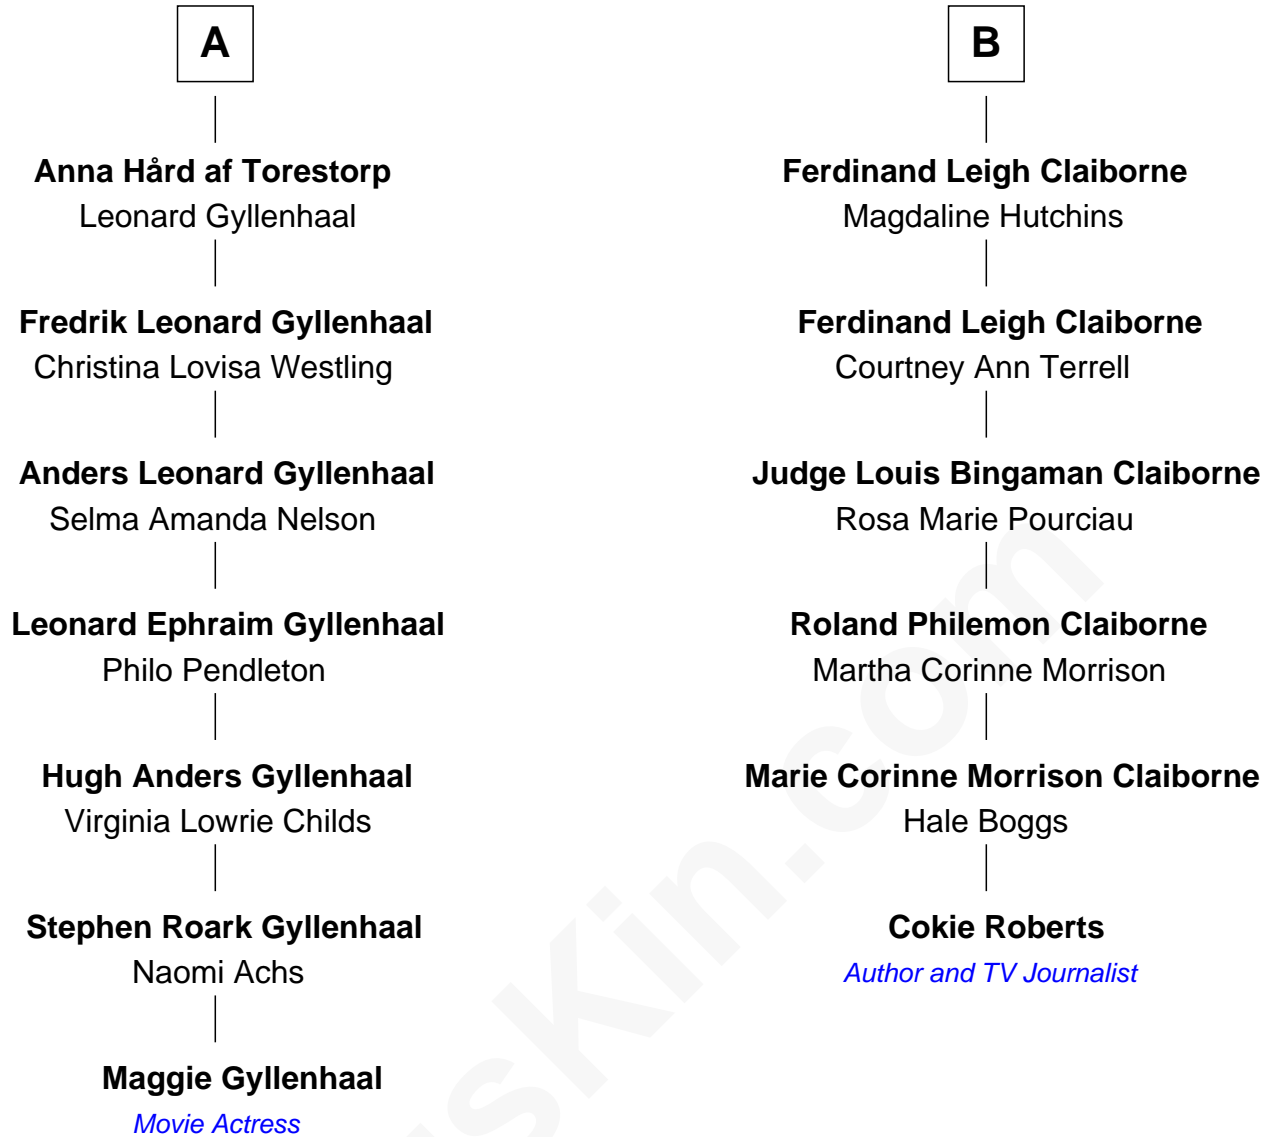 A
Anna Hård af Torestorp
Leonard Gyllenhaal
Fredrik Leonard Gyllenhaal
Christina Lovisa Westling
Anders Leonard Gyllenhaal
Selma Amanda Nelson
Leonard Ephraim Gyllenhaal
Philo Pendleton
Hugh Anders Gyllenhaal
Virginia Lowrie Childs
Stephen Roark Gyllenhaal
Naomi Achs
Maggie Gyllenhaal
Movie Actress
B
Ferdinand Leigh Claiborne
Magdaline Hutchins
Ferdinand Leigh Claiborne
Courtney Ann Terrell
Judge Louis Bingaman Claiborne
Rosa Marie Pourciau
Roland Philemon Claiborne
Martha Corinne Morrison
Marie Corinne Morrison Claiborne
Hale Boggs
Cokie Roberts
Author and TV Journalist
sKin.com